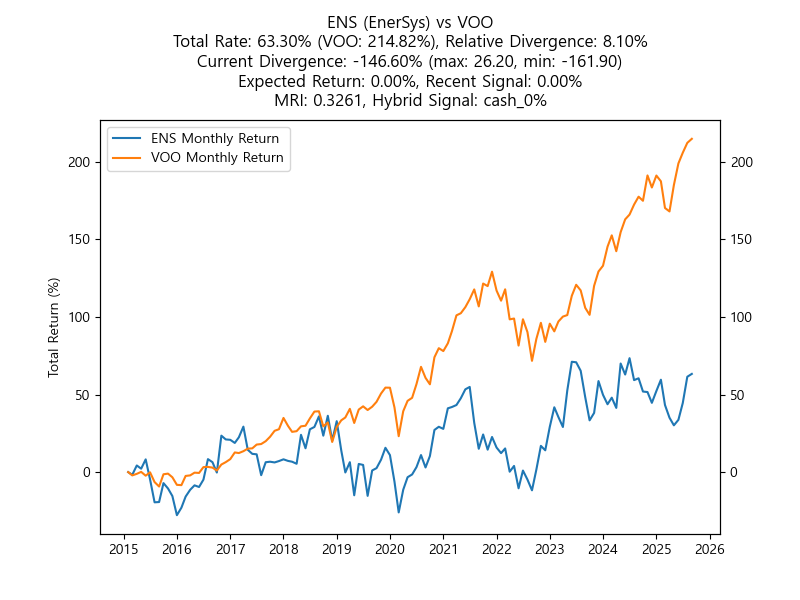 ENS (EnerSys) vs VOO
Total Rate: 63.30% (VOO: 214.82%), Relative Divergence: 8.10%
Current Divergence: -146.60% (max: 26.20, min: -161.90)
Expected Return: 0.00%, Recent Signal: 0.00%
MRI: 0.3261, Hybrid Signal: cash_0%
ENS Monthly Return
VOO Monthly Return
Total Return (%)
200
150
100
50
0
200
150
100
50
0
2015 2016 2017 2018 2019 2020 2021 2022 2023 2024 2025 2026